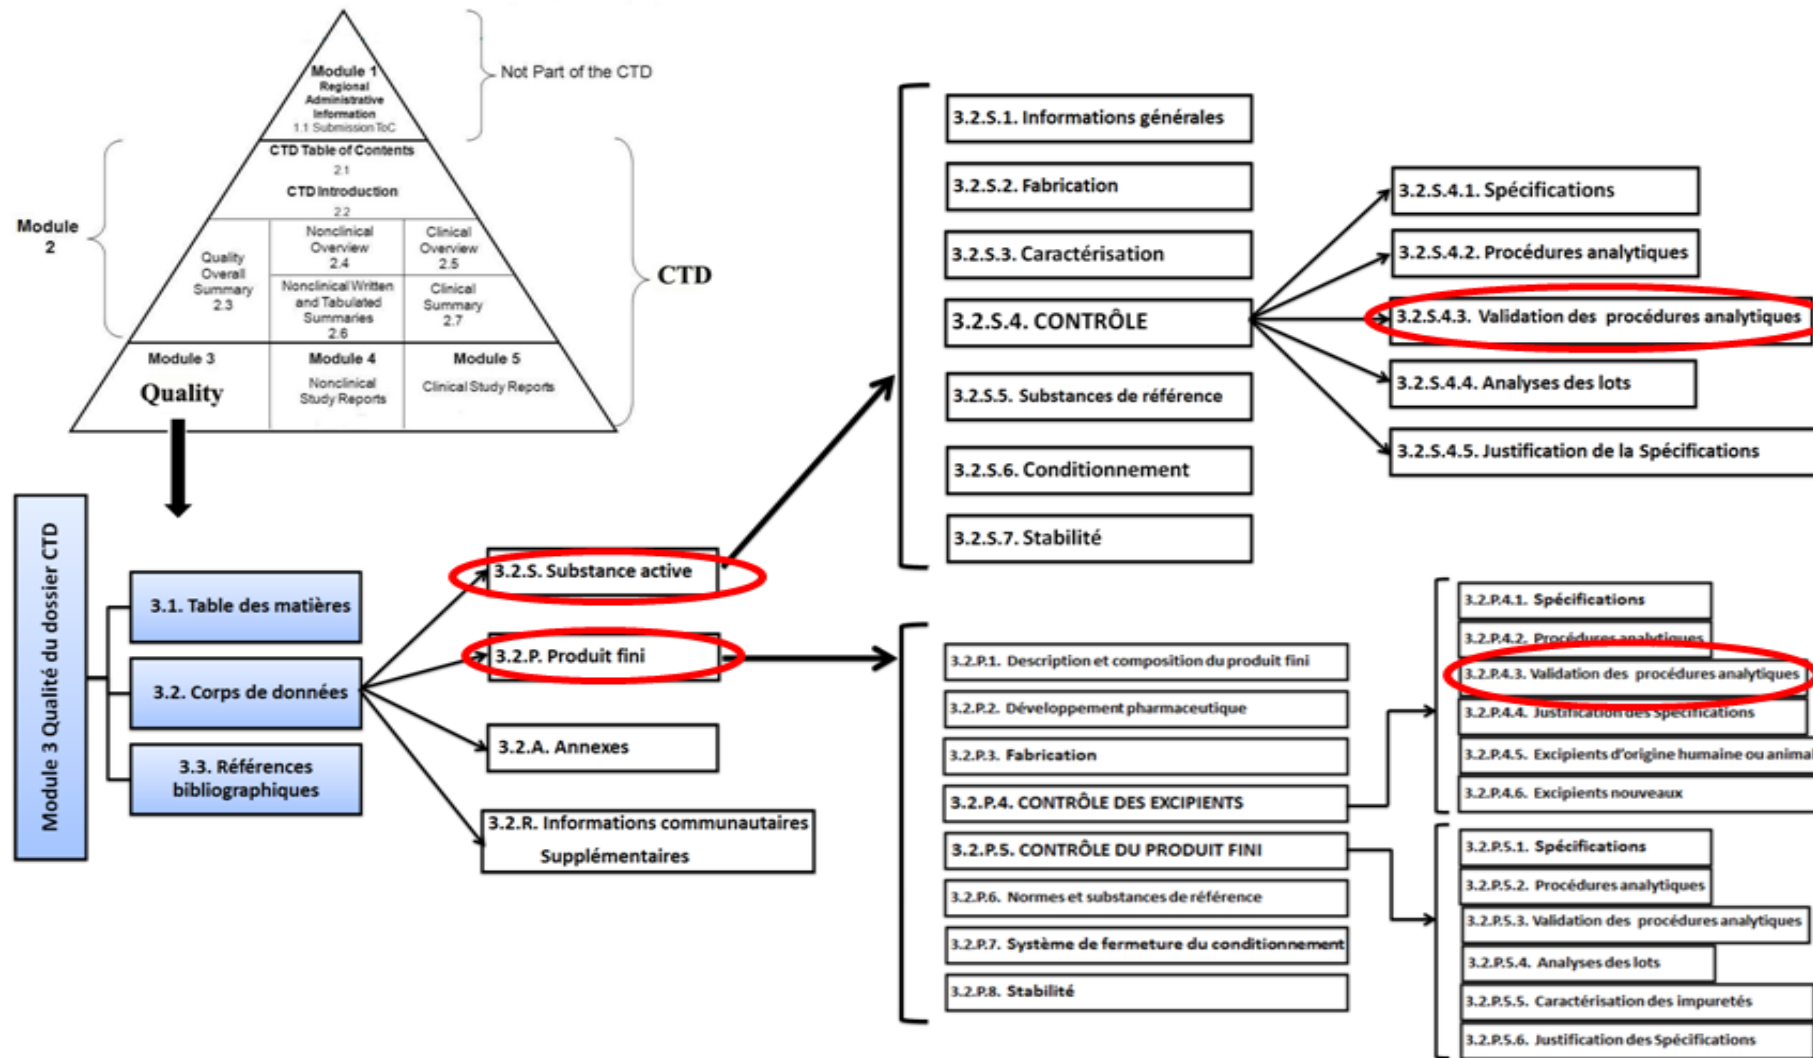 Module 1
Regional
Administrative
Information
1.1 Submission ToC
Not Part of the CTD
CTD Table of Contents
2.1
CTD Introduction
2.2
Module
2
Quality
Overall
Summary
2.3
Nonclinical
Overview
2.4
Clinical
Overview
2.5
Nonclinical Written
and Tabulated
Summaries
2.6
Clinical
Summary
2.7
CTD
Module 3
Quality
Module 4
Nonclinical
Study Reports
Module 5
Clinical Study Reports
Module 3 Qualité du dossier CTD
3.1. Table des matières
3.2. Corps de données
3.3. Références
bibliographiques
3.2.S. Substance active
3.2.P. Produit fini
3.2.A. Annexes
3.2.R. Informations communautaires
Supplémentaires
3.2.S.1. Informations générales
3.2.S.2. Fabrication
3.2.S.3. Caractérisation
3.2.S.4. CONTRÔLE
3.2.S.5. Substances de référence
3.2.S.6. Conditionnement
3.2.S.7. Stabilité
3.2.S.4.1. Spécifications
3.2.S.4.2. Procédures analytiques
3.2.S.4.3. Validation des procédures analytiques
3.2.S.4.4. Analyses des lots
3.2.S.4.5. Justification de la Spécifications
3.2.P.1. Description et composition du produit fini
3.2.P.2. Développement pharmaceutique
3.2.P.3. Fabrication
3.2.P.4. CONTRÔLE DES EXCIPIENTS
3.2.P.5. CONTRÔLE DU PRODUIT FINI
3.2.P.6. Normes et substances de référence
3.2.P.7. Système de fermeture du conditionnement
3.2.P.8. Stabilité
3.2.P.4.1. Spécifications
3.2.P.4.2. Procédures analytiques
3.2.P.4.3. Validation des procédures analytiques
3.2.P.4.4. Justification des Spécifications
3.2.P.4.5. Excipients d'origine humaine ou animal
3.2.P.4.6. Excipients nouveaux
3.2.P.5.1. Spécifications
3.2.P.5.2. Procédures analytiques
3.2.P.5.3. Validation des procédures analytiques
3.2.P.5.4. Analyses des lots
3.2.P.5.5. Caractérisation des impuretés
3.2.P.5.6. Justification des Spécifications